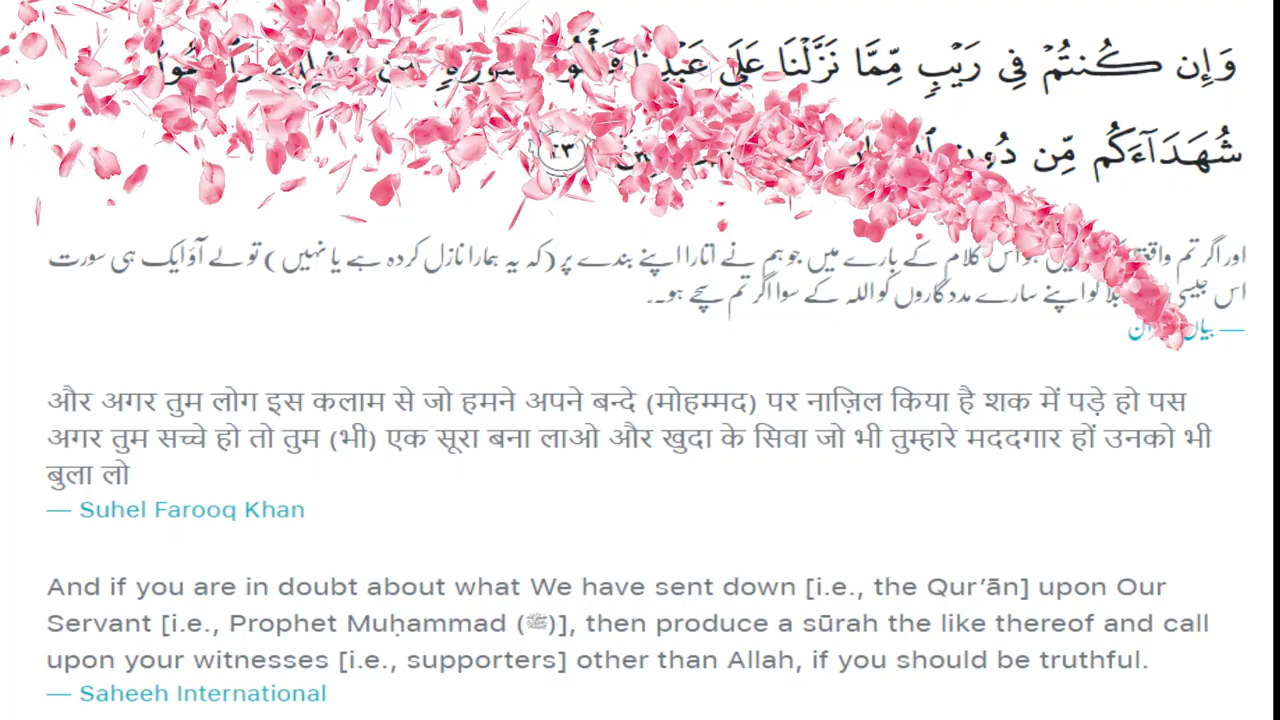 وَإِن كُنتُمْ فِى رَيْبٍ مِّمَّا نَزَّلْنَا عَلَىٰ عَبْدِنَا
شُهَدَآءَكُم مِّن دُونِ ٢٣
اور اگر تم کلام کے بارے میں جو ہم نے اتارا اپنے بندے پر (کہ یہ ہمارا نازل کردہ ہے یا نہیں) تو لے آؤ ایک ہی سورت
اس جیسی لو اپنے سارے مددگاروں کو اللہ کے سوا اگر تم سچے ہو۔
— بیان
और अगर तुम लोग इस कलाम से जो हमने अपने बन्दे (मोहम्मद) पर नाज़िल किया है शक में पड़े हो पस
अगर तुम सच्चे हो तो तुम (भी) एक सूरा बना लाओ और खुदा के सिवा जो भी तुम्हारे मददगार हों उनको भी
बुला लो
— Suhel Farooq Khan
And if you are in doubt about what We have sent down [i.e., the Qur’ān] upon Our
Servant [i.e., Prophet Muḥammad (ﷺ)], then produce a sūrah the like thereof and call
upon your witnesses [i.e., supporters] other than Allah, if you should be truthful.
— Saheeh International